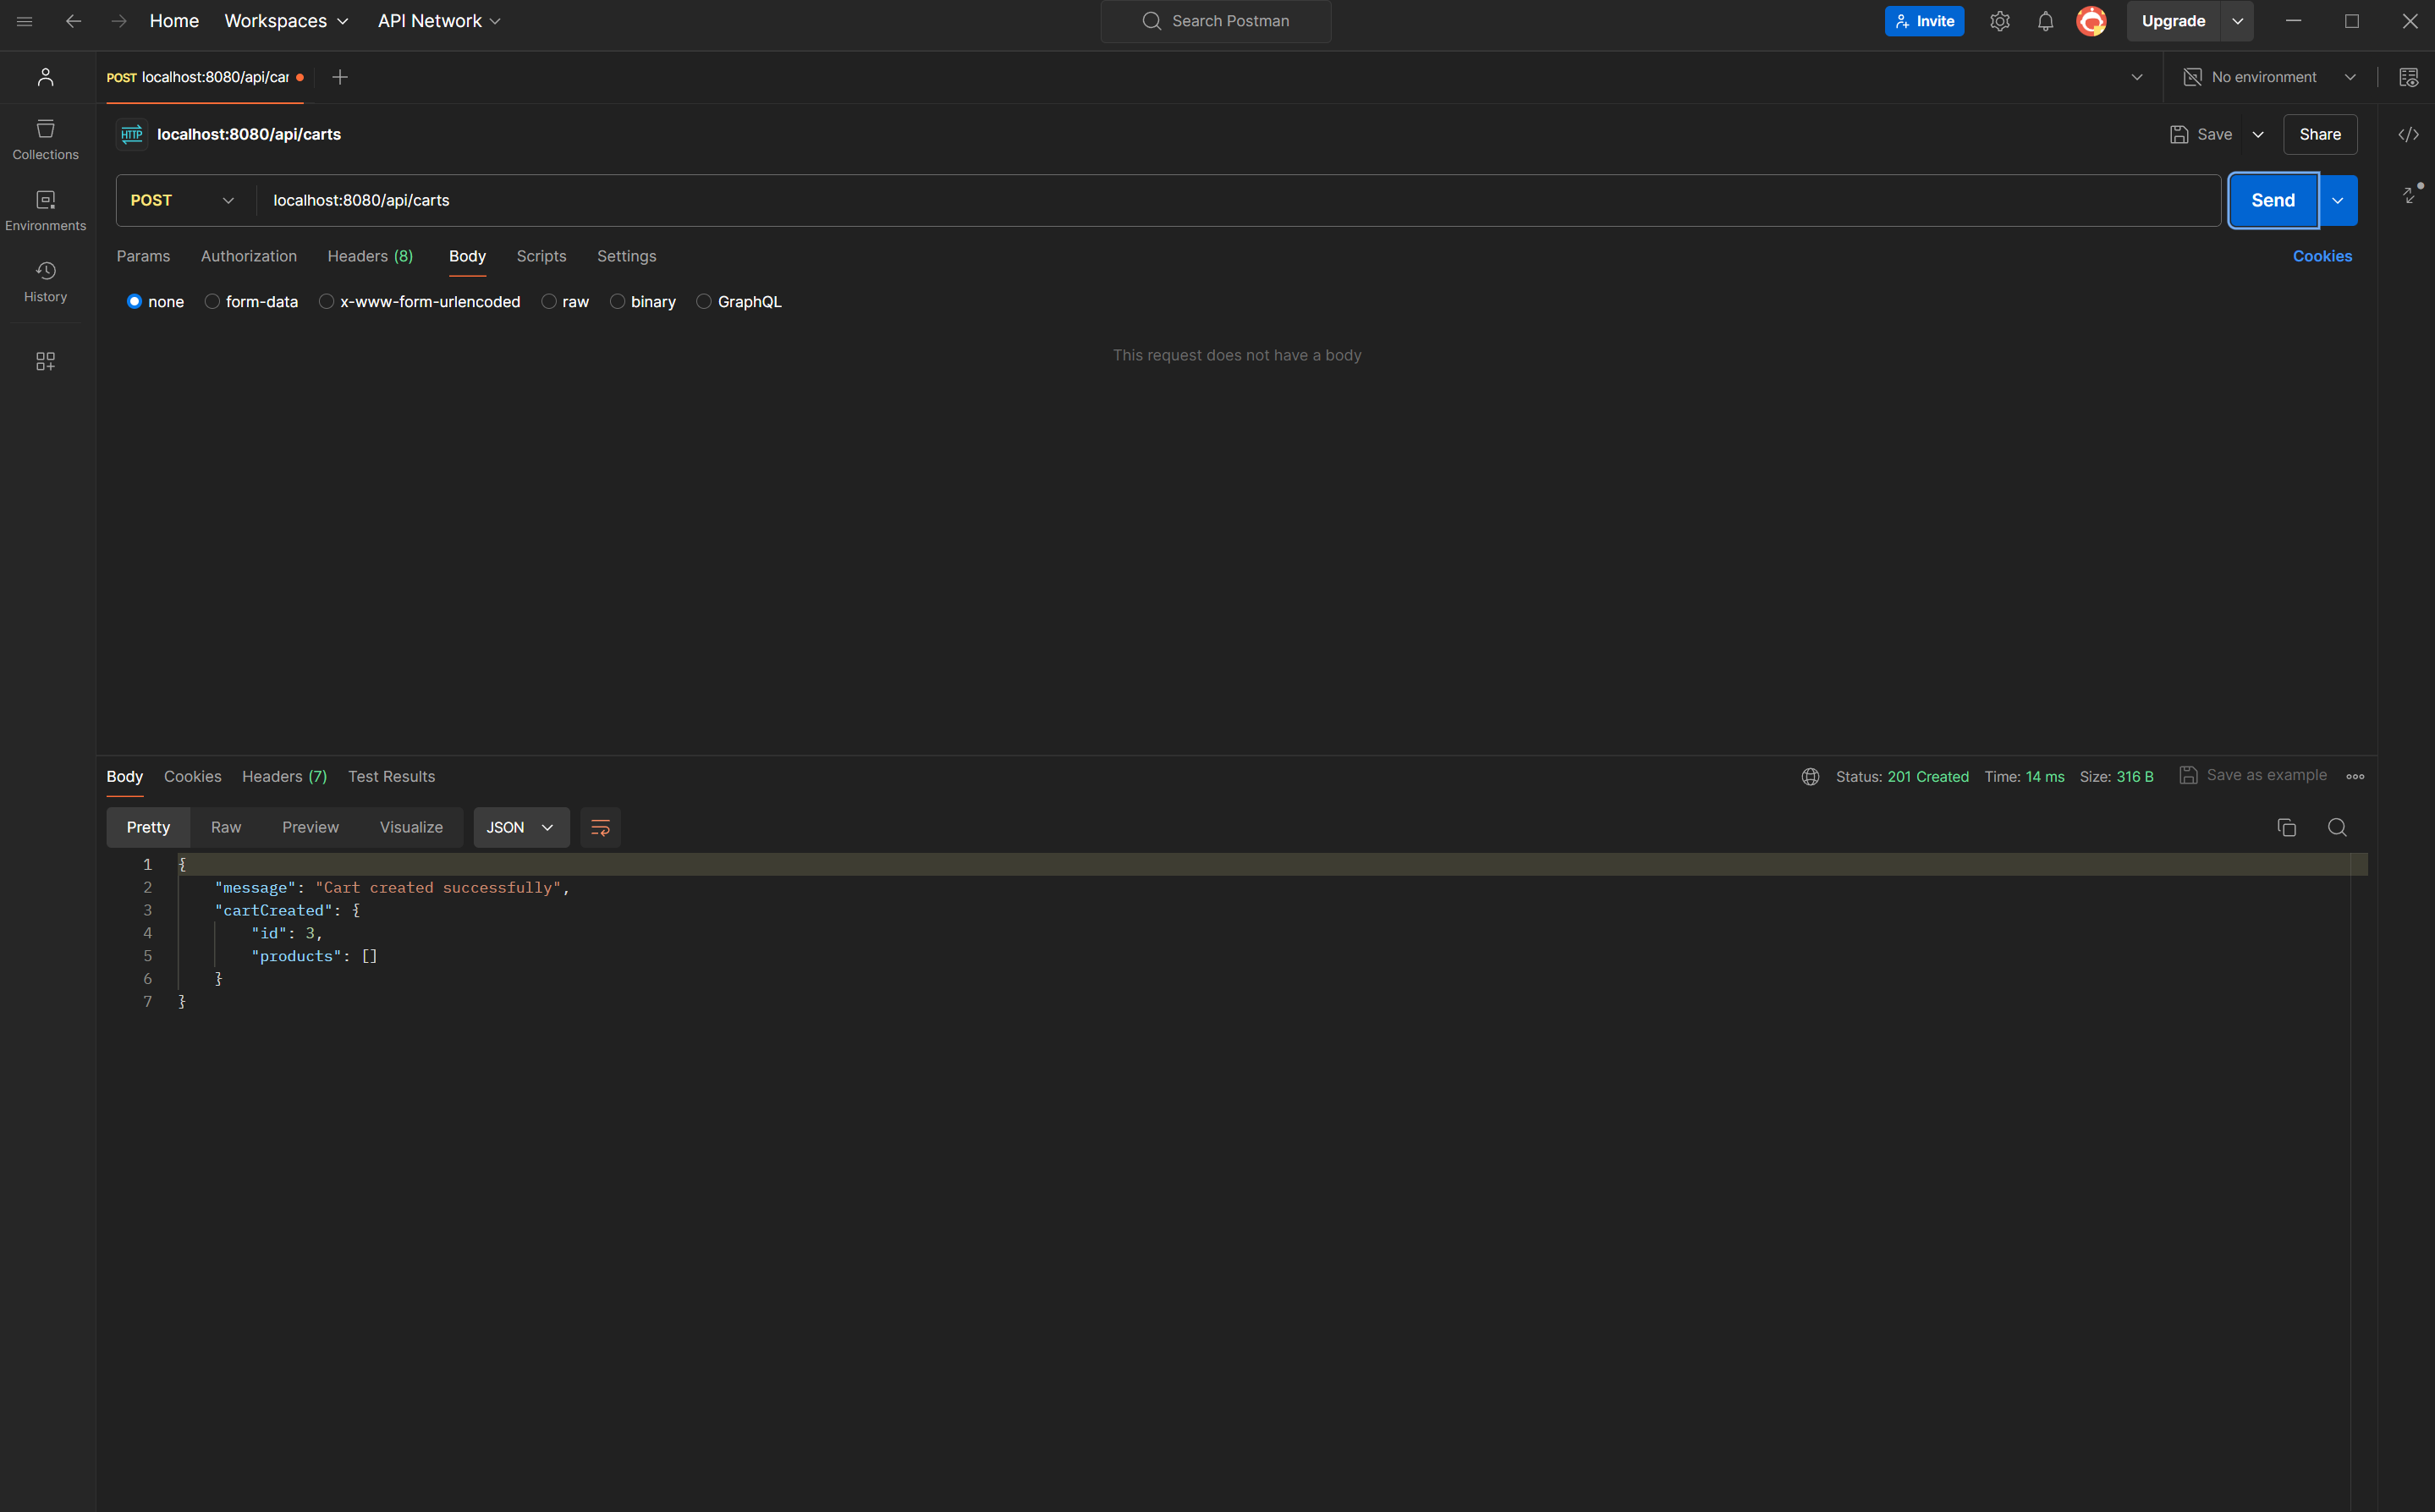 Home Workspaces API Network Search Postman Invite Upgrade
POST localhost:8080/api/car No environment
HTTP localhost:8080/api/carts Save Share
Collections
POST localhost:8080/api/carts Send
Environments
Params Authorization Headers (8) Body Scripts Settings Cookies
History
none form-data x-www-form-urlencoded raw binary GraphQL
This request does not have a body
Body Cookies Headers (7) Test Results Status: 201 Created Time: 14 ms Size: 316 B Save as example
Pretty Raw Preview Visualize JSON
1 {
2 "message": "Cart created successfully",
3 "cartCreated": {
4 "id": 3,
5 "products": []
6 }
7 }